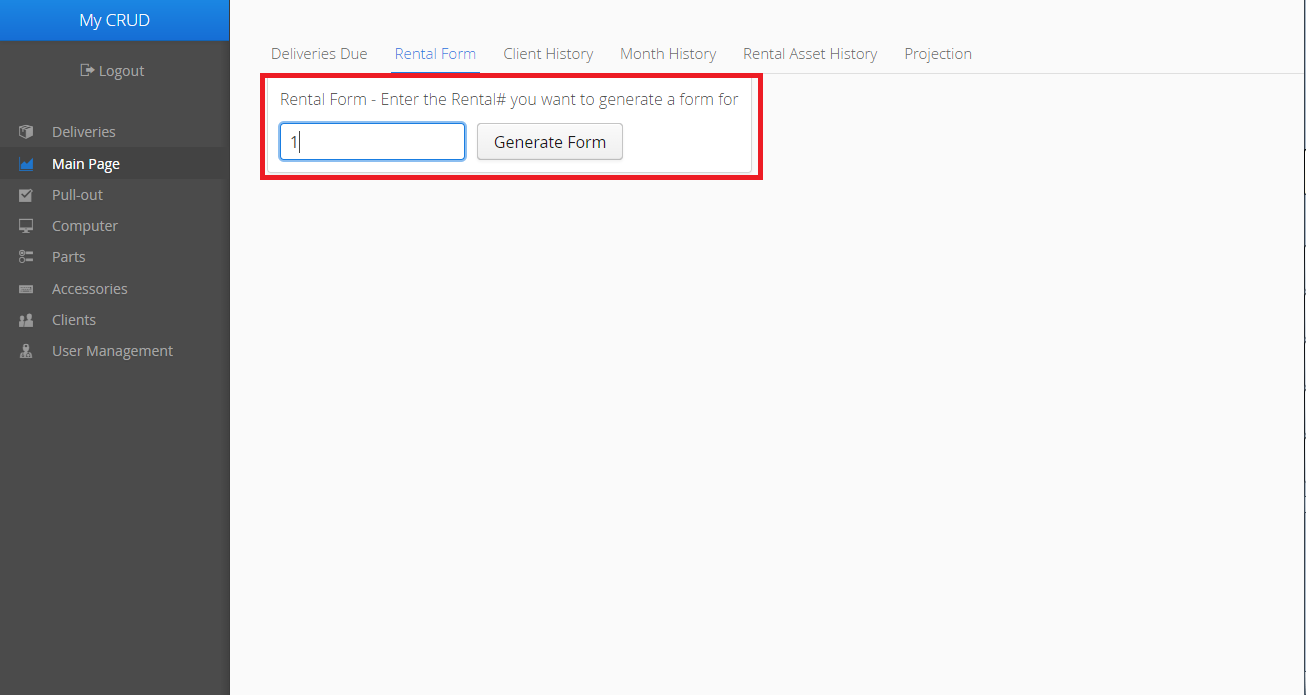 My CRUD
Logout
Deliveries
Main Page
Pull-out
Computer
Parts
Accessories
Clients
User Management
Deliveries Due
Rental Form
Client History
Month History
Rental Asset History
Projection
Rental Form - Enter the Rental# you want to generate a form for
1
Generate Form